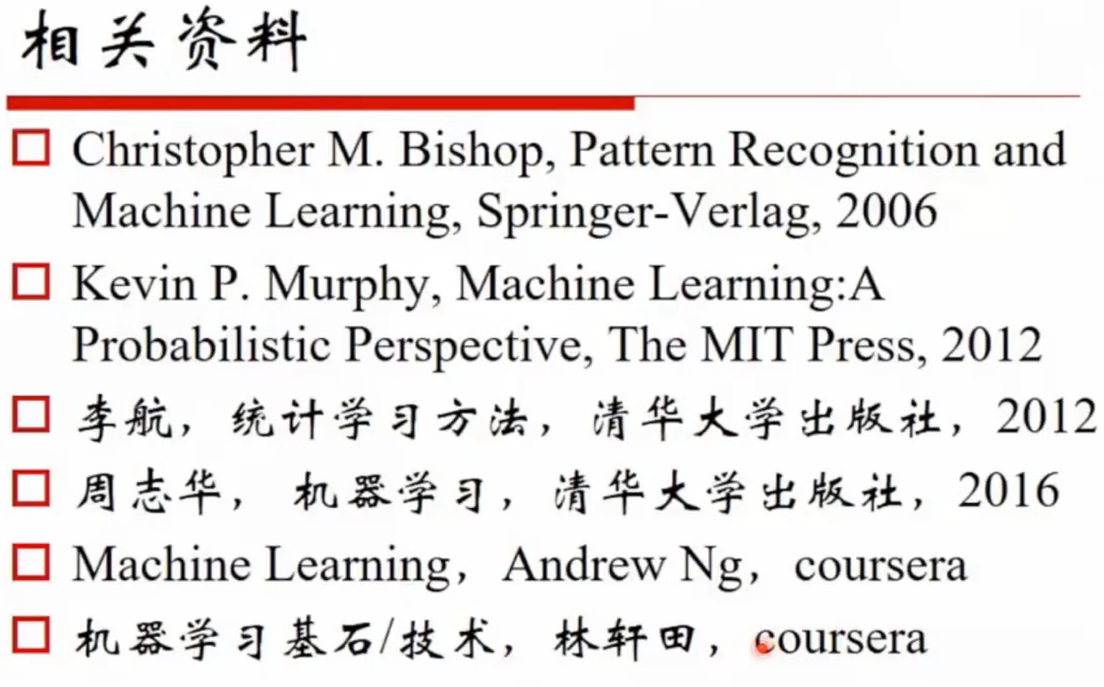 相关资料
Christopher M. Bishop, Pattern Recognition and
Machine Learning, Springer-Verlag, 2006
Kevin P. Murphy, Machine Learning:A
Probabilistic Perspective, The MIT Press, 2012
李航，统计学习方法，清华大学出版社，2012
周志华， 机器学习，清华大学出版社，2016
Machine Learning，Andrew Ng，coursera
机器学习基石/技术，林轩田，coursera